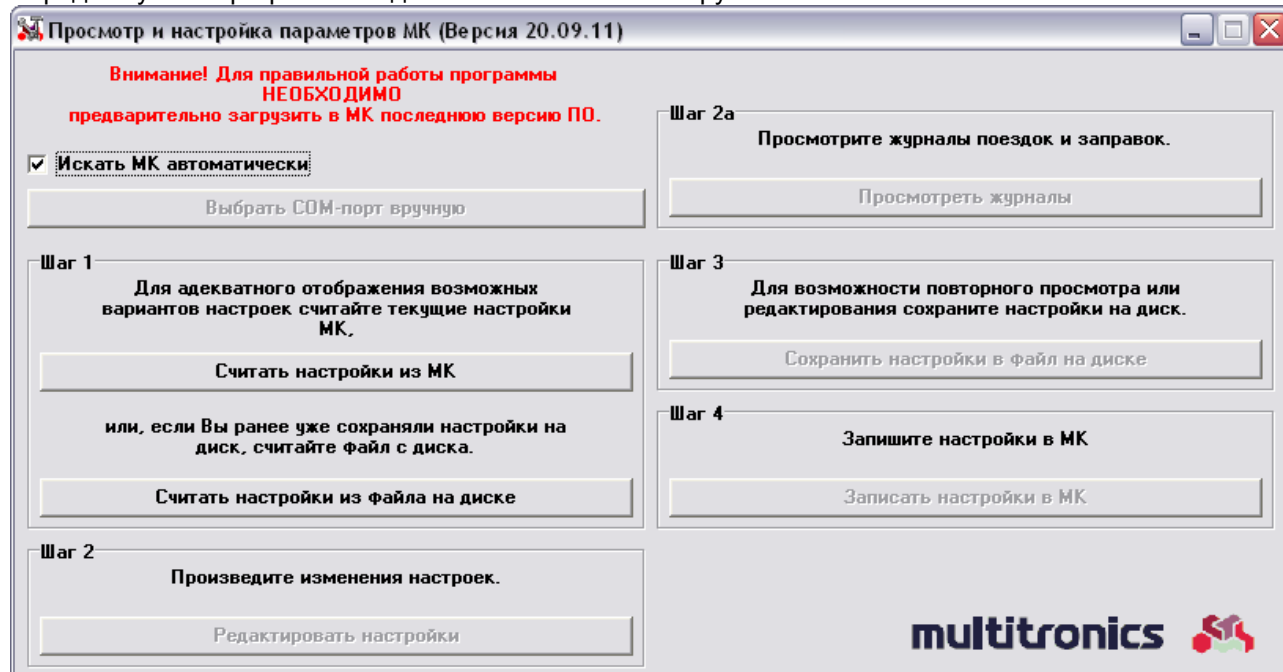 Просмотр и настройка параметров МК (Версия 20.09.11)
Внимание! Для правильной работы программы
НЕОБХОДИМО
предварительно загрузить в МК последнюю версию ПО.
Искать МК автоматически
Выбрать COM-порт вручную
Шаг 1
Для адекватного отображения возможных
вариантов настроек считайте текущие настройки
МК,
Считать настройки из МК
или, если Вы ранее уже сохраняли настройки на
диск, считайте файл с диска.
Считать настройки из файла на диске
Шаг 2
Произведите изменения настроек.
Редактировать настройки
Шаг 2а
Просмотрите журналы поездок и заправок.
Просмотреть журналы
Шаг 3
Для возможности повторного просмотра или
редактирования сохраните настройки на диск.
Сохранить настройки в файл на диске
Шаг 4
Запишите настройки в МК
Записать настройки в МК
multitronics